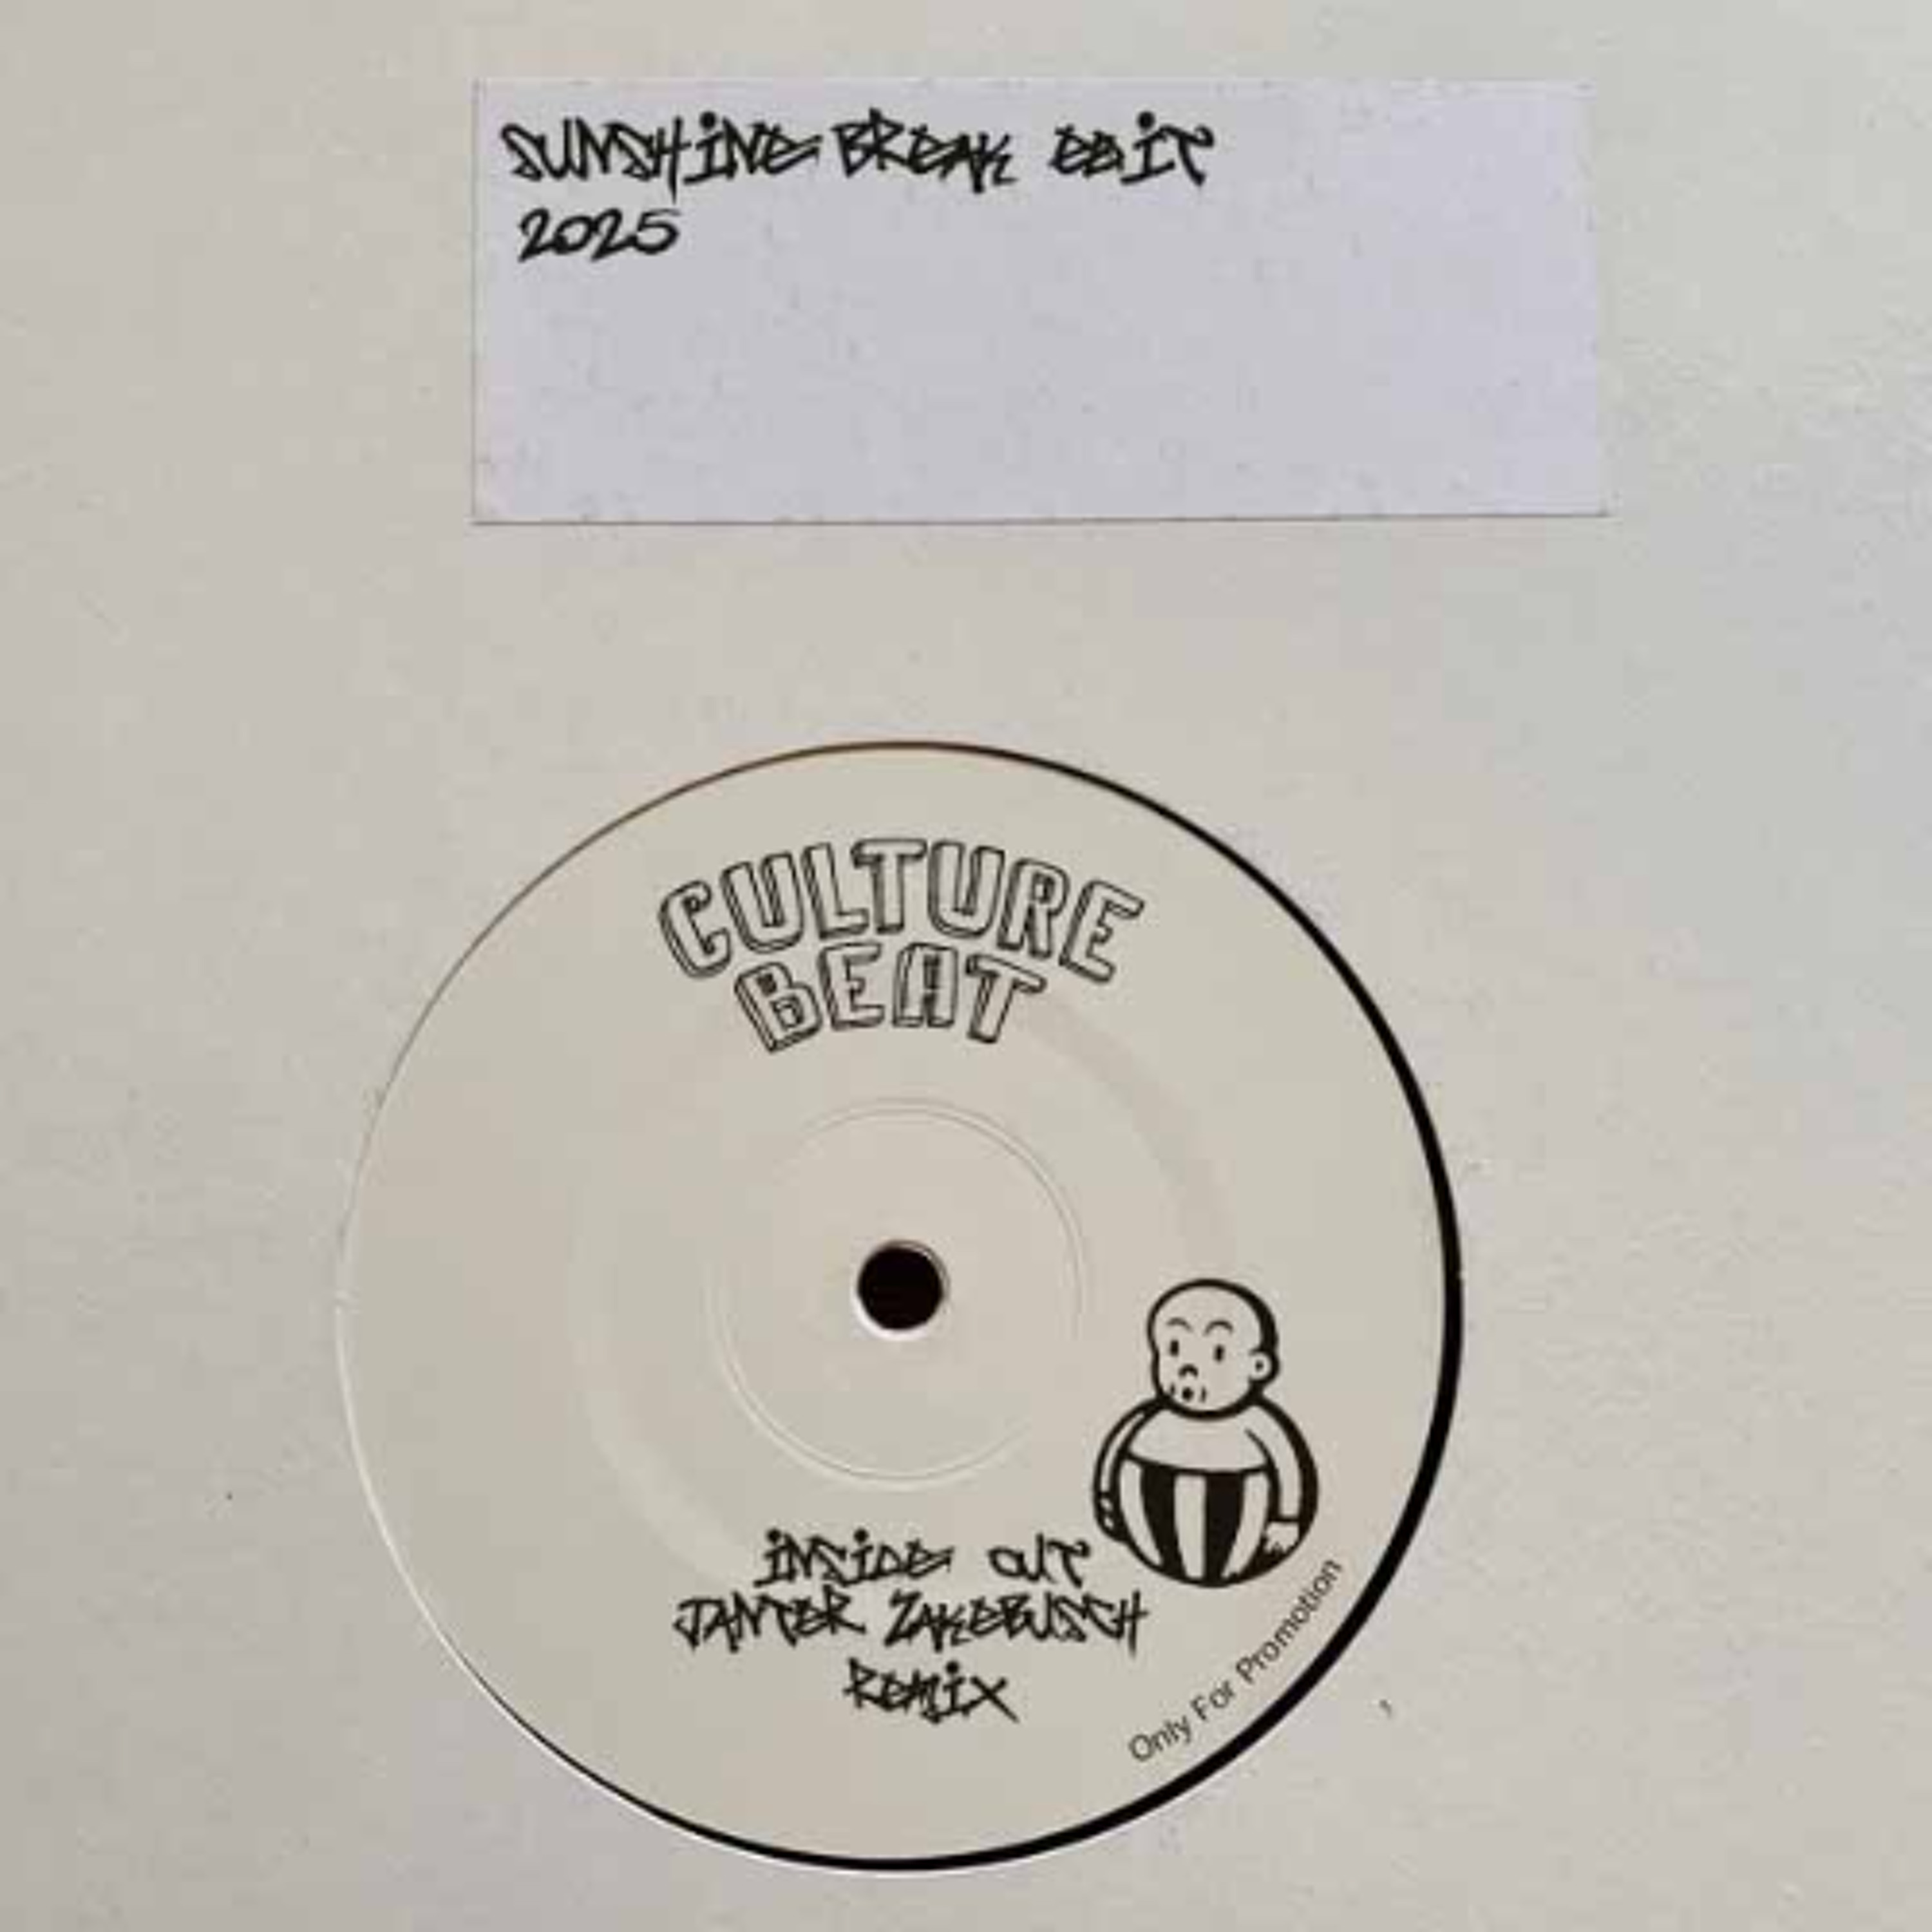 SUNSHiNE BREAK EDiT
2025
CULTURE
BEAT
iNSiDE OUT
JANTER ZAKEBUSCH
REMiX
Only For Promotion